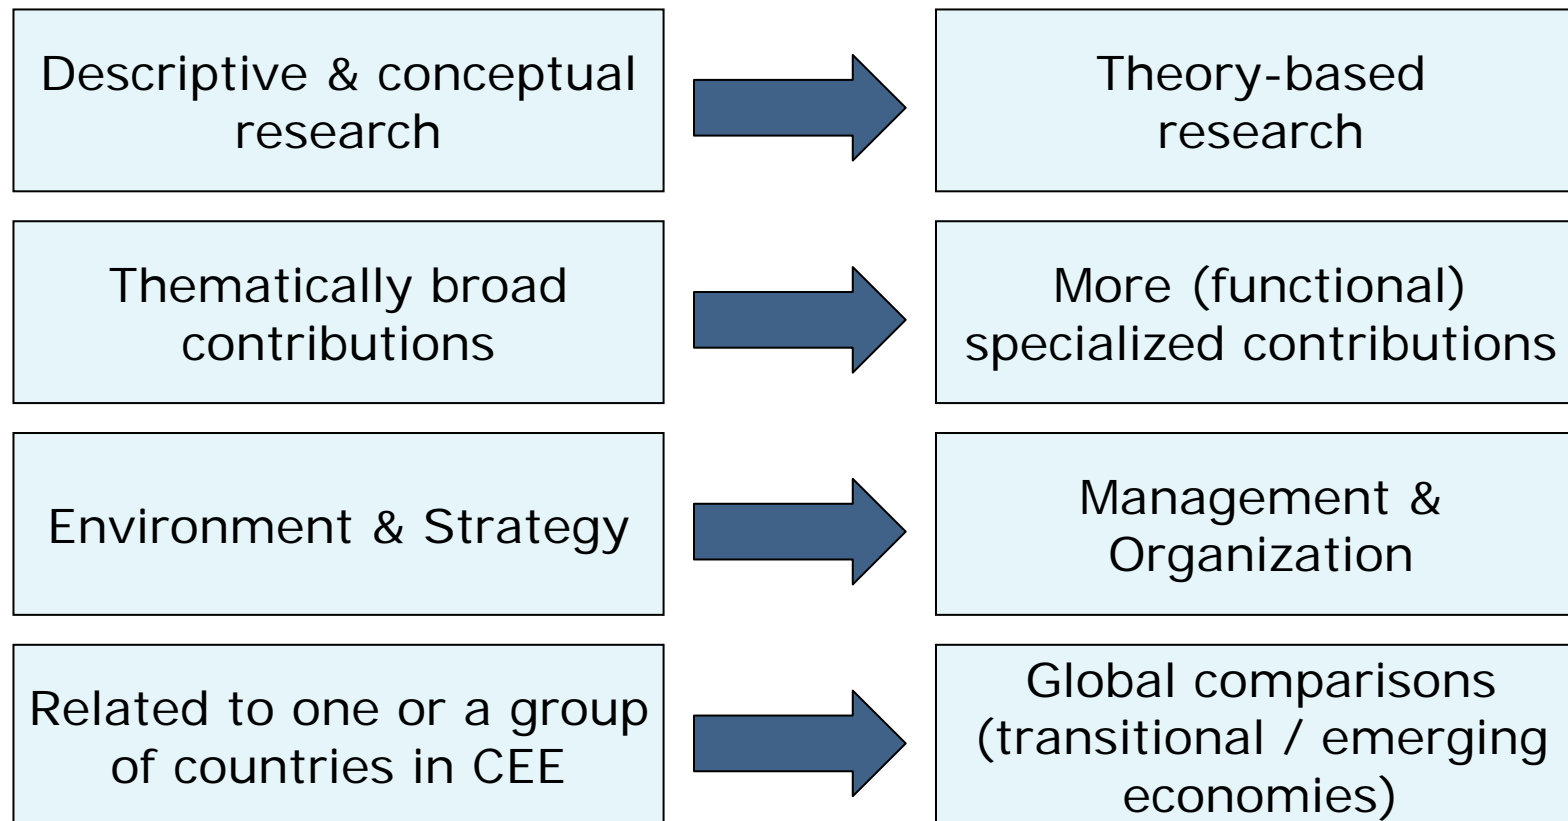 Descriptive & conceptual
research
Theory-based
research
Thematically broad
contributions
More (functional)
specialized contributions
Environment & Strategy
Management &
Organization
Related to one or a group
of countries in CEE
Global comparisons
(transitional / emerging
economies)